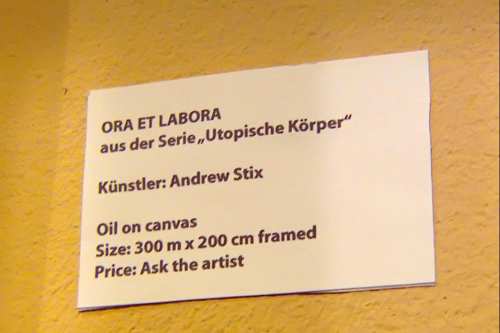 ORA ET LABORA
aus der Serie „Utopische Körper“
Künstler: Andrew Stix
Oil on canvas
Size: 300 m x 200 cm framed
Price: Ask the artist